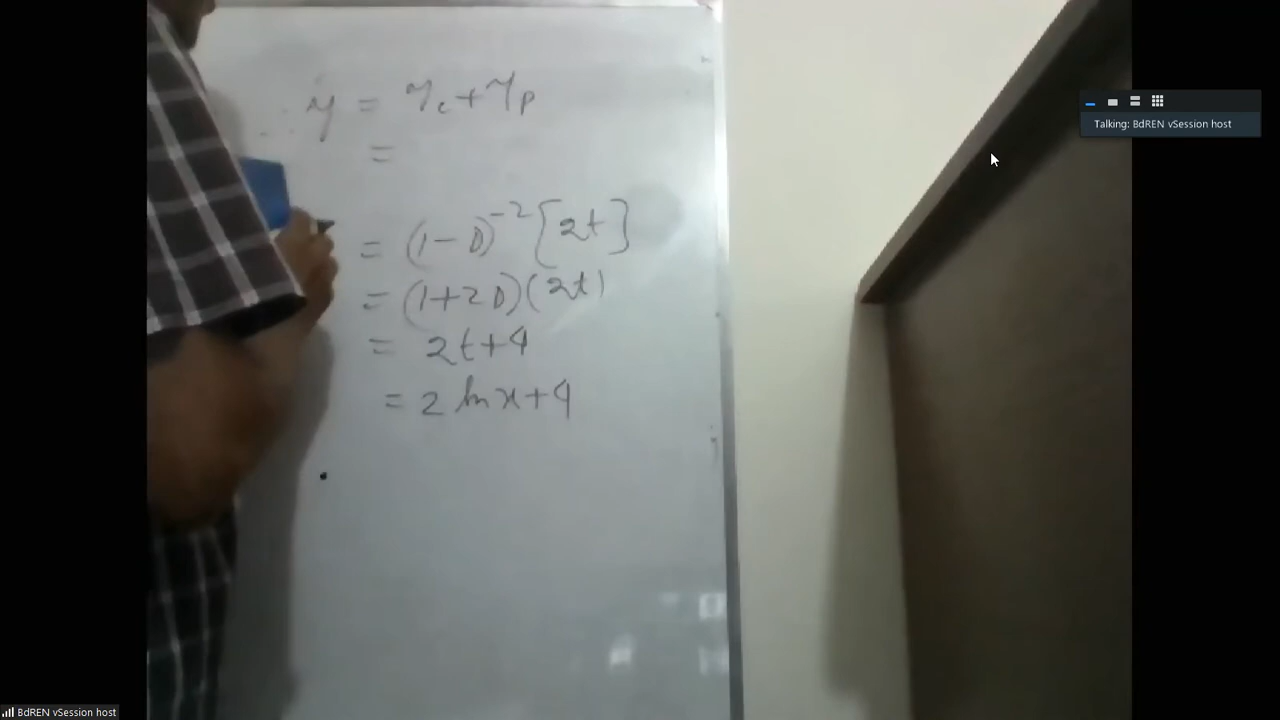 y = y_c + y_p
=
= (1-D)^{-2} [2t]
= (1+2D)(2t)
= 2t+4
= 2 ln x + 4
Talking: BdREN vSession host
BdREN vSession host